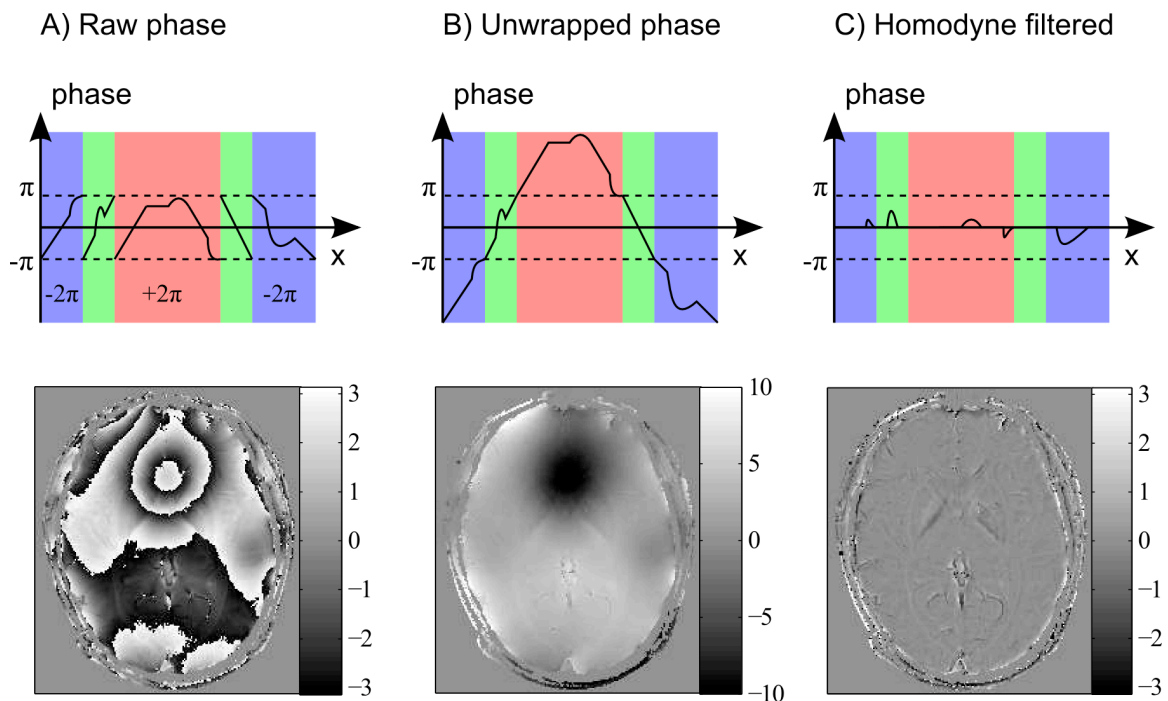 A) Raw phase
B) Unwrapped phase
C) Homodyne filtered
phase
π
-π
x
-2π
+2π
-2π
phase
π
-π
x
phase
π
-π
x
3
2
1
0
−1
−2
−3
10
5
0
−5
−10
3
2
1
0
−1
−2
−3